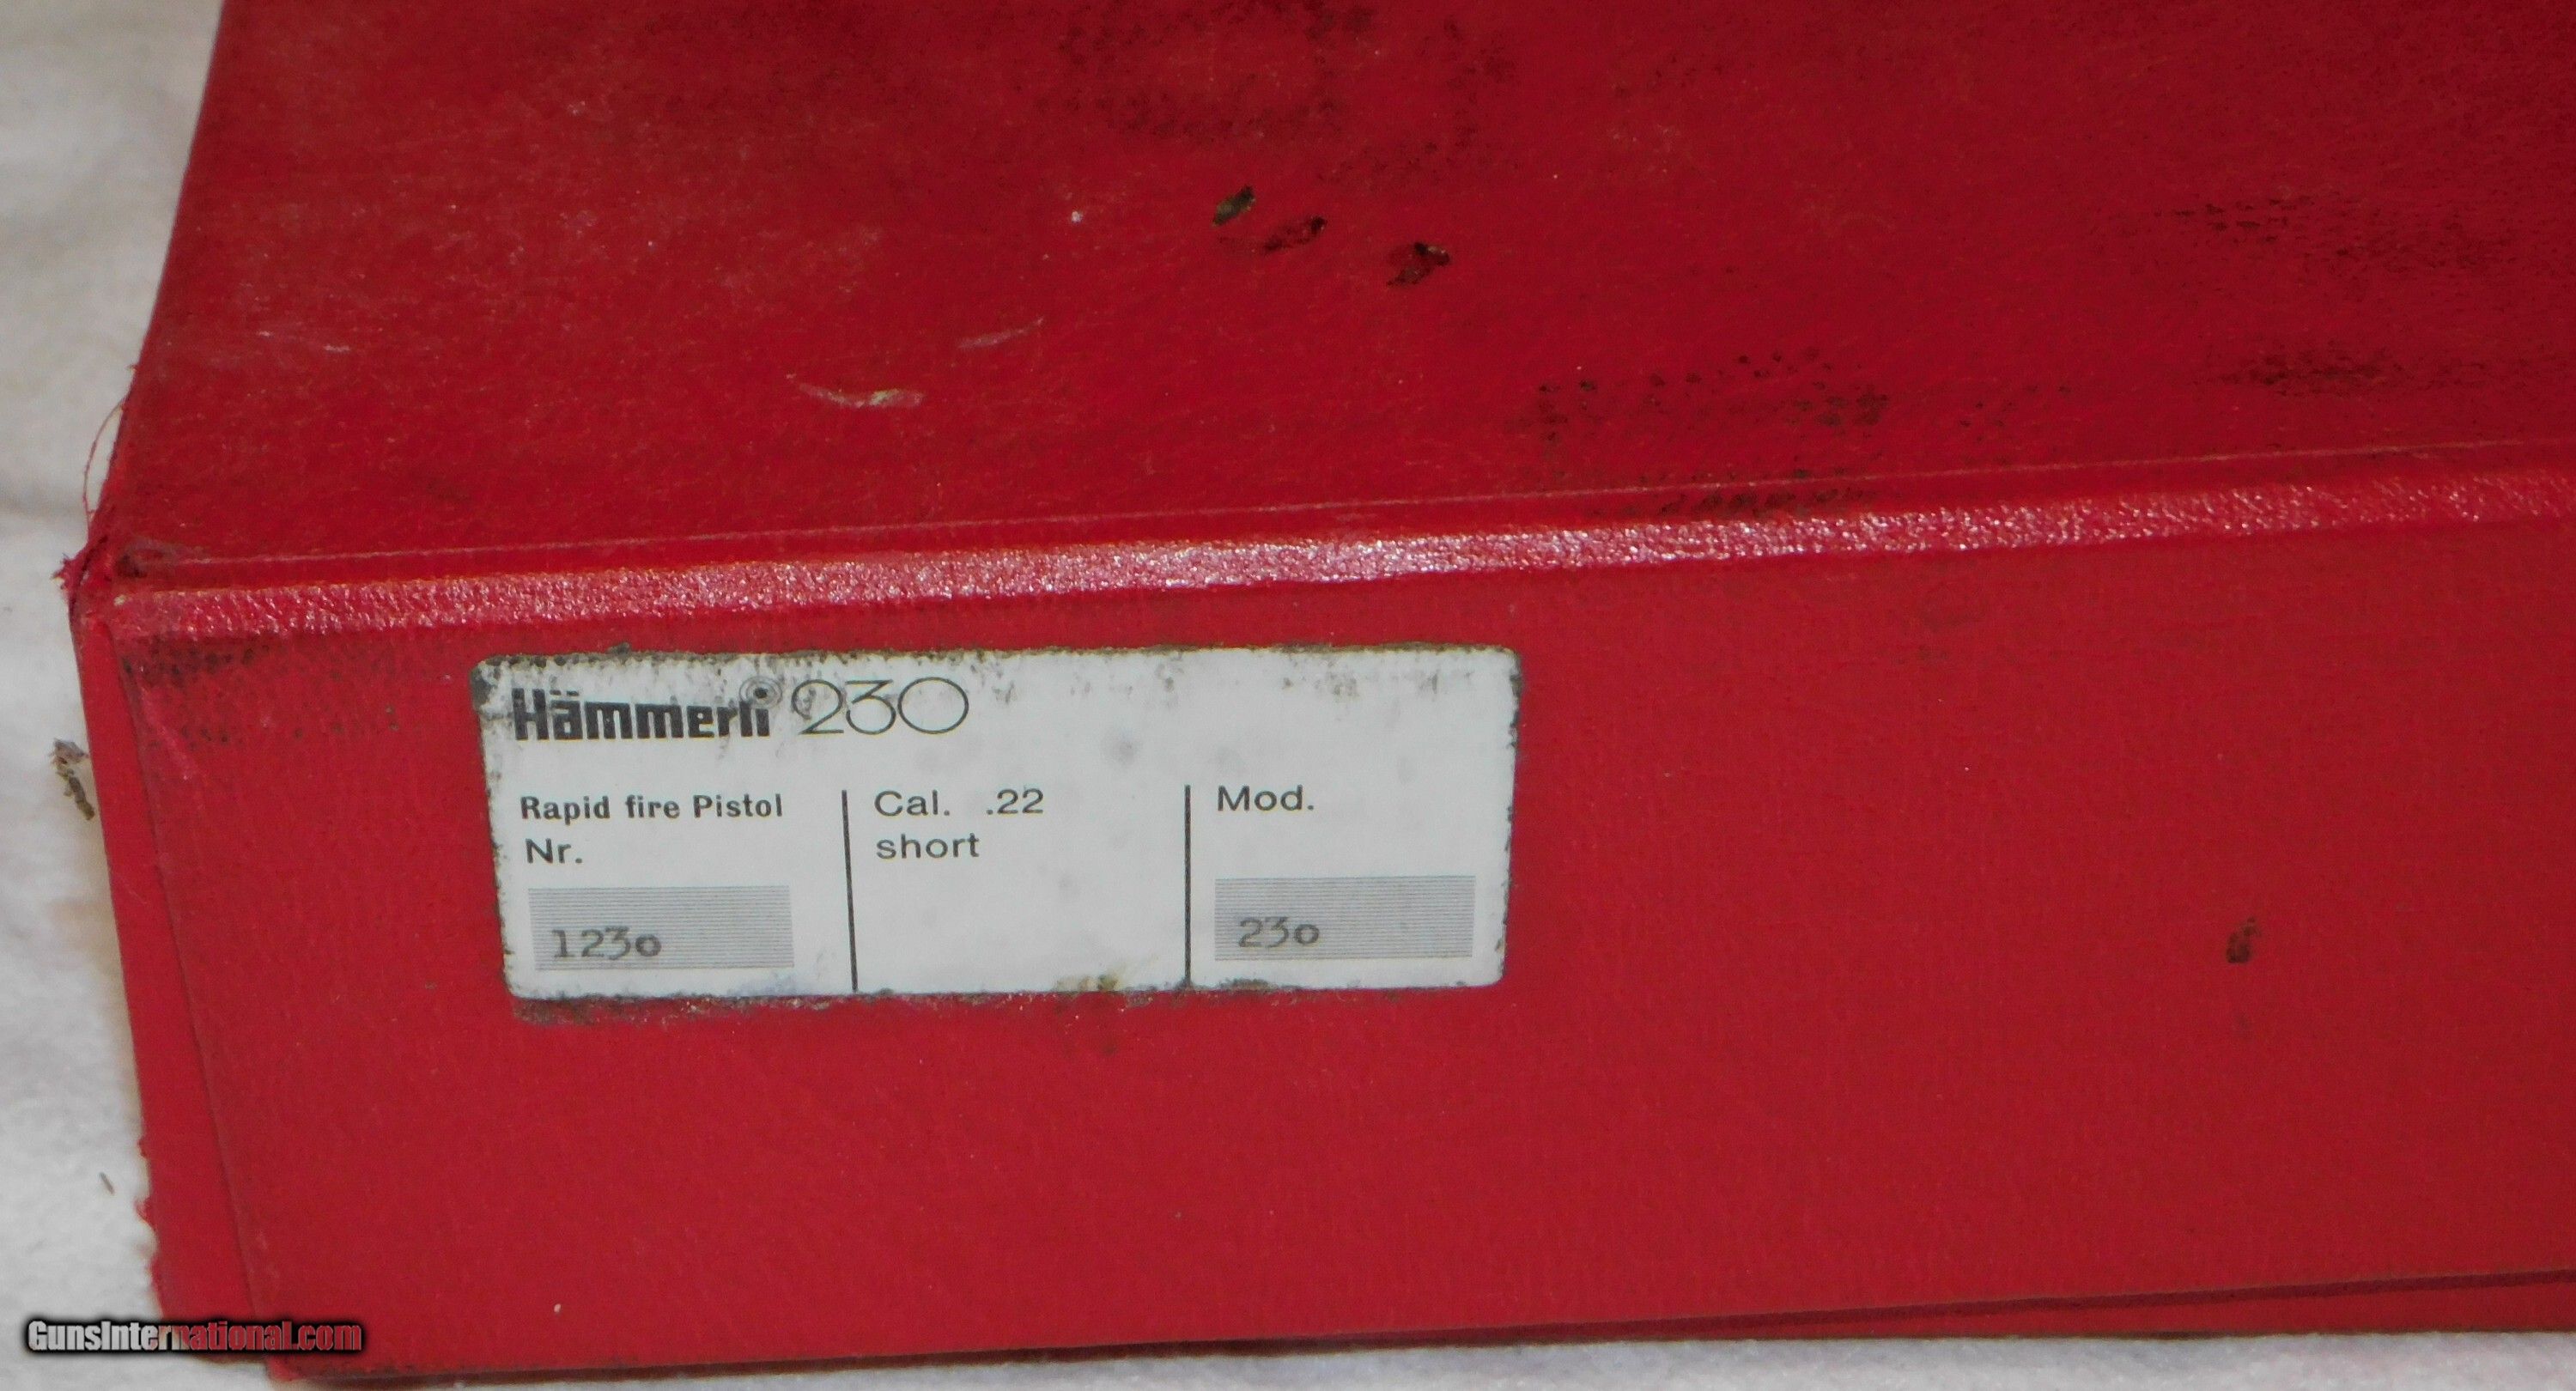 Hämmerli 230
Rapid fire Pistol
Nr.
123o
Cal. .22
short
Mod.
23o
GunsInternational.com